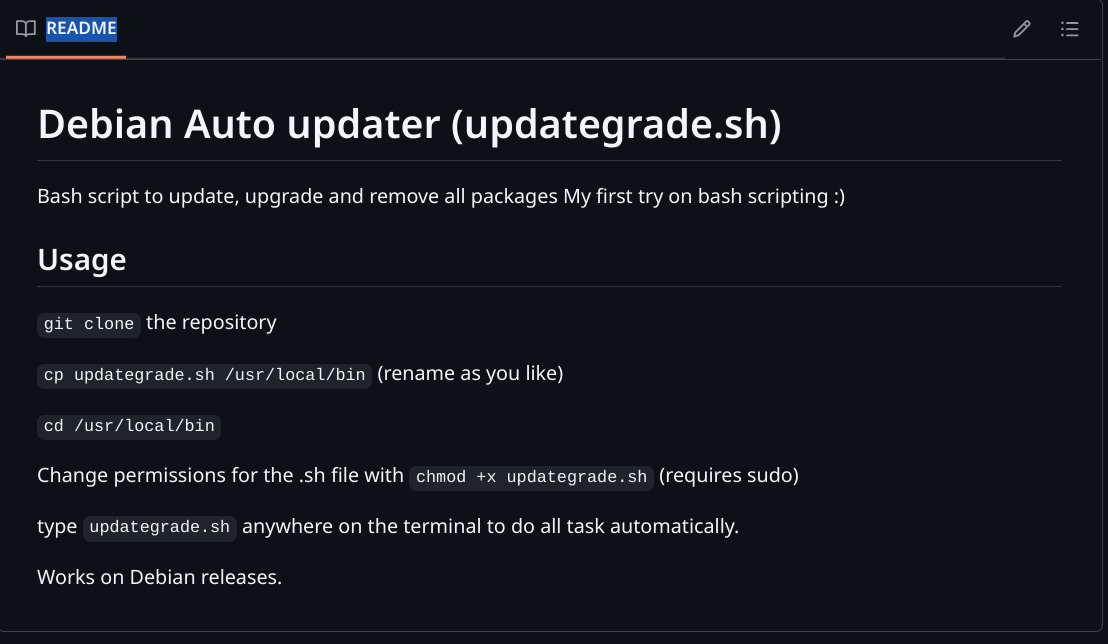 README
Debian Auto updater (updategrade.sh)
Bash script to update, upgrade and remove all packages My first try on bash scripting :)
Usage
git clone the repository
cp updategrade.sh /usr/local/bin (rename as you like)
cd /usr/local/bin
Change permissions for the .sh file with chmod +x updategrade.sh (requires sudo)
type updategrade.sh anywhere on the terminal to do all task automatically.
Works on Debian releases.